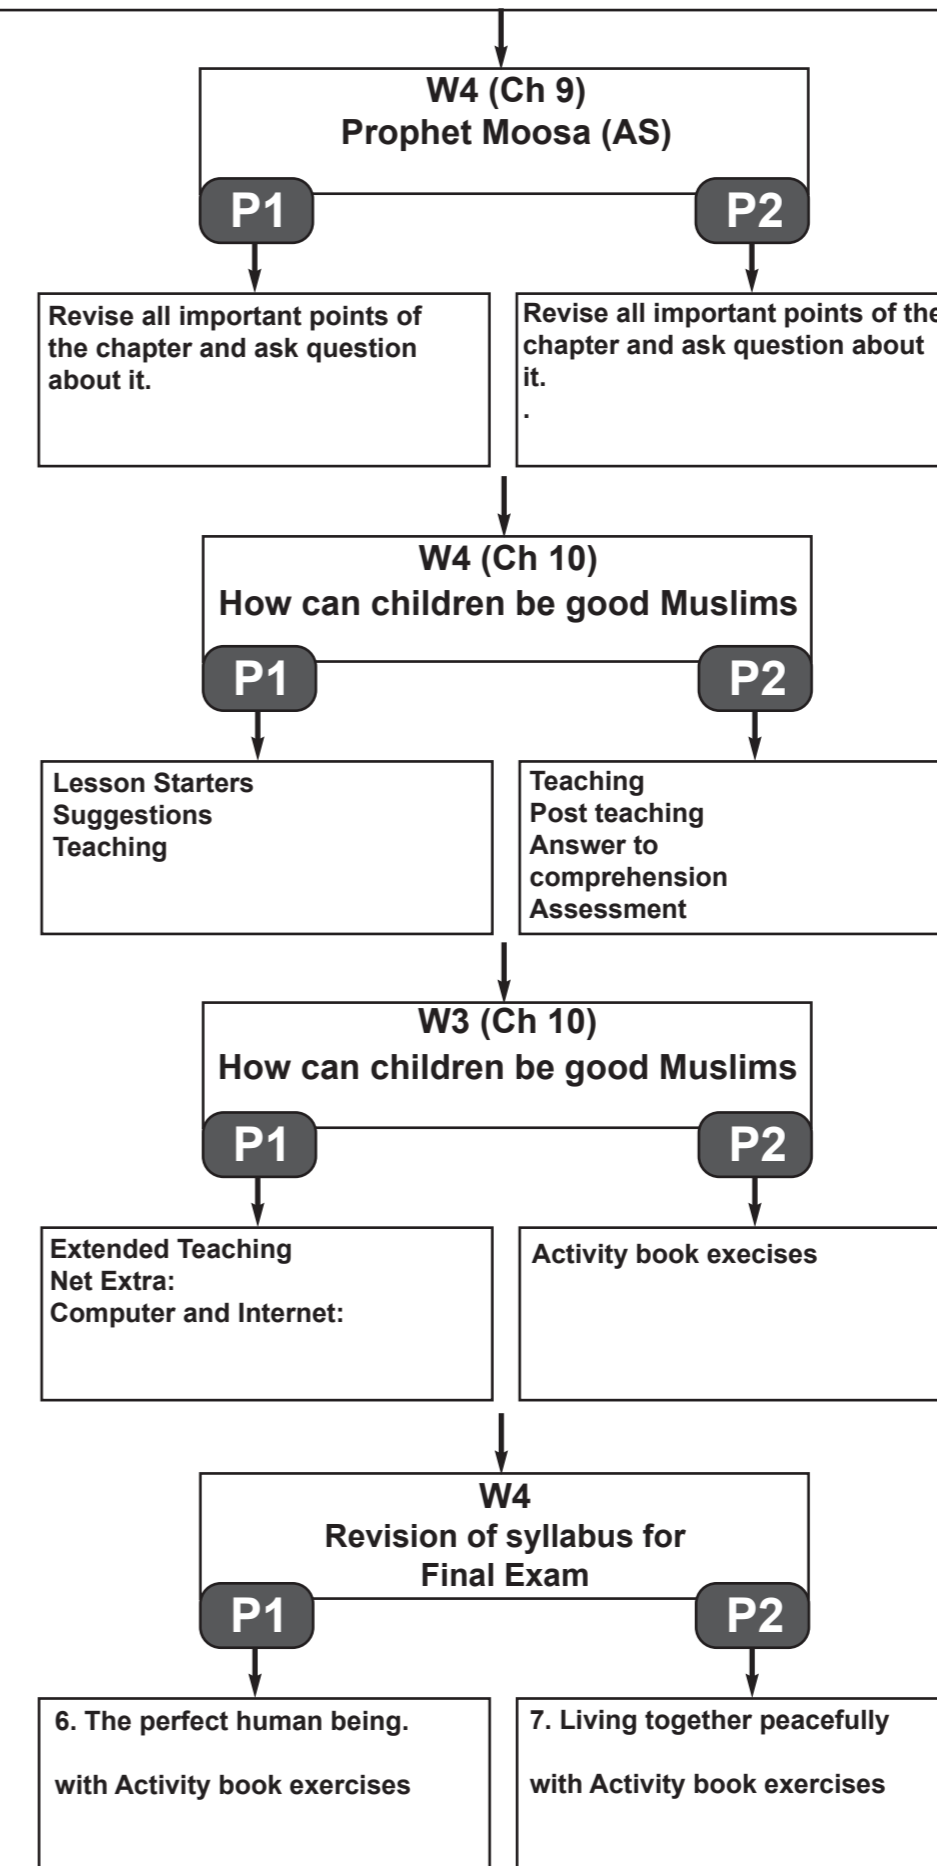 W4 (Ch 9)
Prophet Moosa (AS)
P1
P2
Revise all important points of
the chapter and ask question
about it.
Revise all important points of the
chapter and ask question about
it.
.
W4 (Ch 10)
How can children be good Muslims
P1
P2
Lesson Starters
Suggestions
Teaching
Teaching
Post teaching
Answer to
comprehension
Assessment
W3 (Ch 10)
How can children be good Muslims
P1
P2
Extended Teaching
Net Extra:
Computer and Internet:
Activity book execises
W4
Revision of syllabus for
Final Exam
P1
P2
6. The perfect human being.
with Activity book exercises
7. Living together peacefully
with Activity book exercises